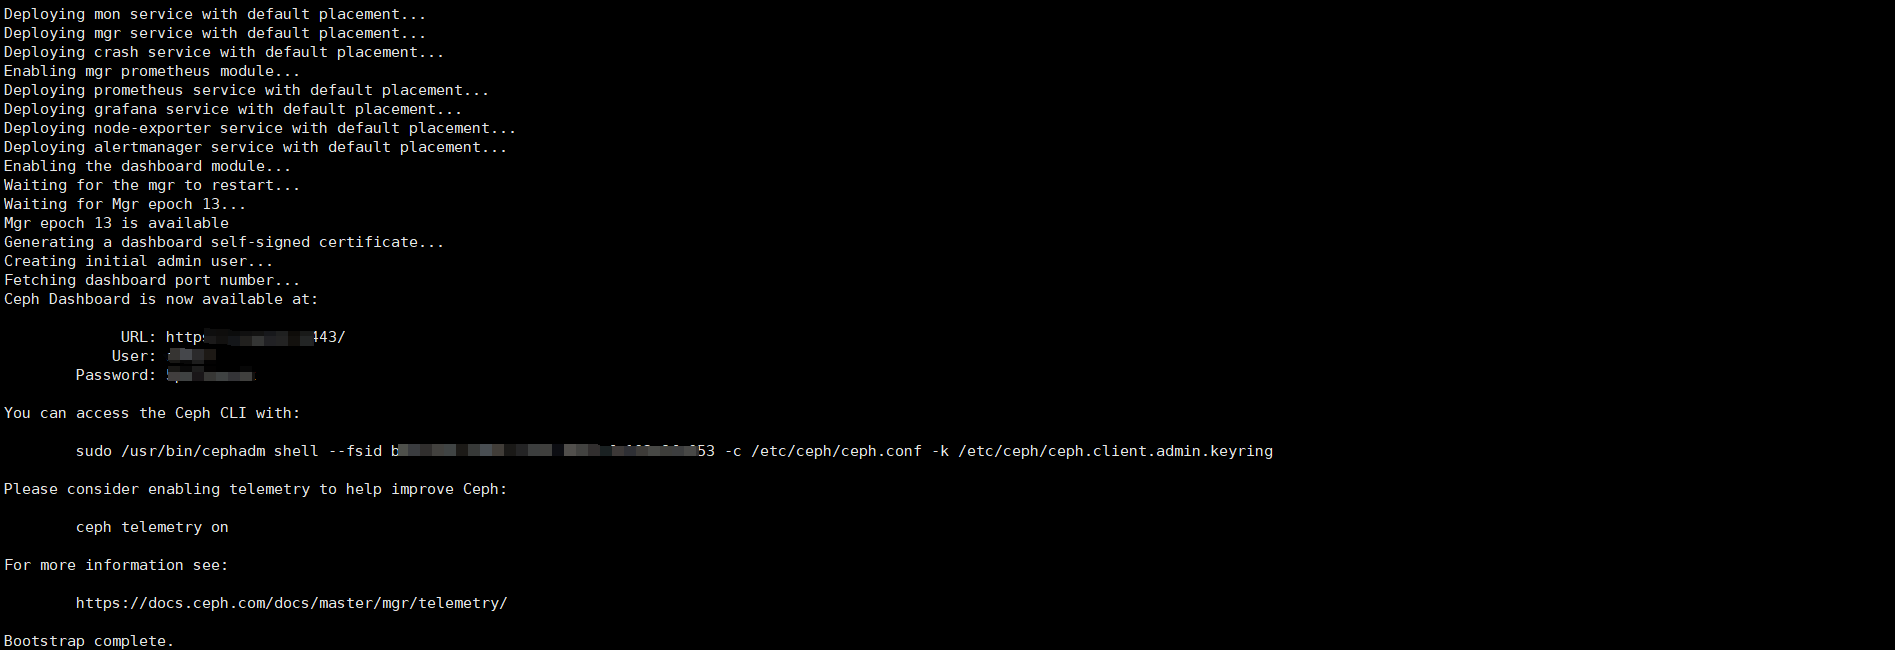 Deploying mon service with default placement...
Deploying mgr service with default placement...
Deploying crash service with default placement...
Enabling mgr prometheus module...
Deploying prometheus service with default placement...
Deploying grafana service with default placement...
Deploying node-exporter service with default placement...
Deploying alertmanager service with default placement...
Enabling the dashboard module...
Waiting for the mgr to restart...
Waiting for Mgr epoch 13...
Mgr epoch 13 is available
Generating a dashboard self-signed certificate...
Creating initial admin user...
Fetching dashboard port number...
Ceph Dashboard is now available at:
URL:
User:
Password:
You can access the Ceph CLI with:
sudo /usr/bin/cephadm shell --fsid -c /etc/ceph/ceph.conf -k /etc/ceph/ceph.client.admin.keyring
Please consider enabling telemetry to help improve Ceph:
ceph telemetry on
For more information see:
https://docs.ceph.com/docs/master/mgr/telemetry/
Bootstrap complete.